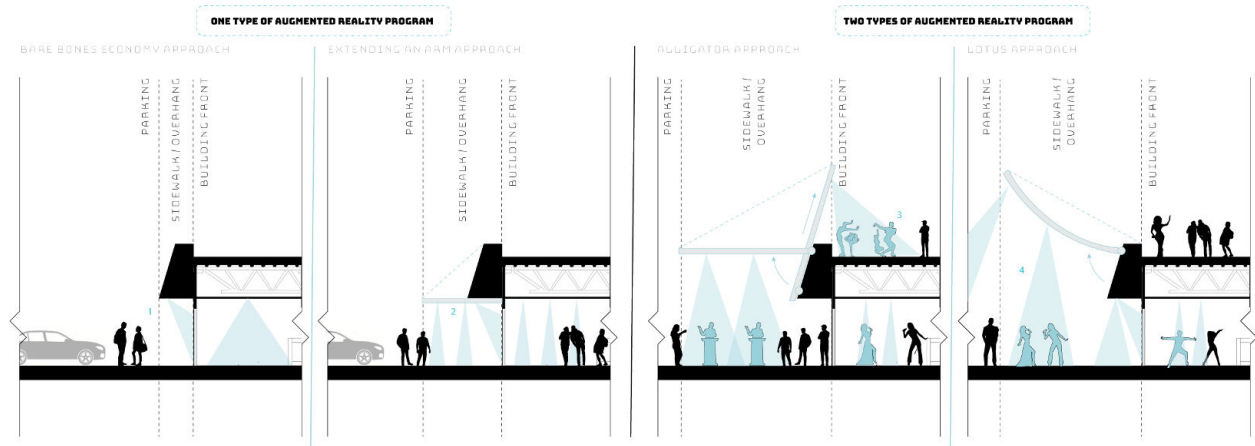 ONE TYPE OF AUGMENTED REALITY PROGRAM
TWO TYPES OF AUGMENTED REALITY PROGRAM
BARE BONES ECONOMY APPROACH
EXTENDING AN ARM APPROACH
ALLIGATOR APPROACH
LOTUS APPROACH
PARKING
SIDEWALK / OVERHANG
BUILDING FRONT
PARKING
SIDEWALK / OVERHANG
BUILDING FRONT
PARKING
SIDEWALK /
OVERHANG
BUILDING FRONT
PARKING
SIDEWALK /
OVERHANG
BUILDING FRONT
1
2
3
4